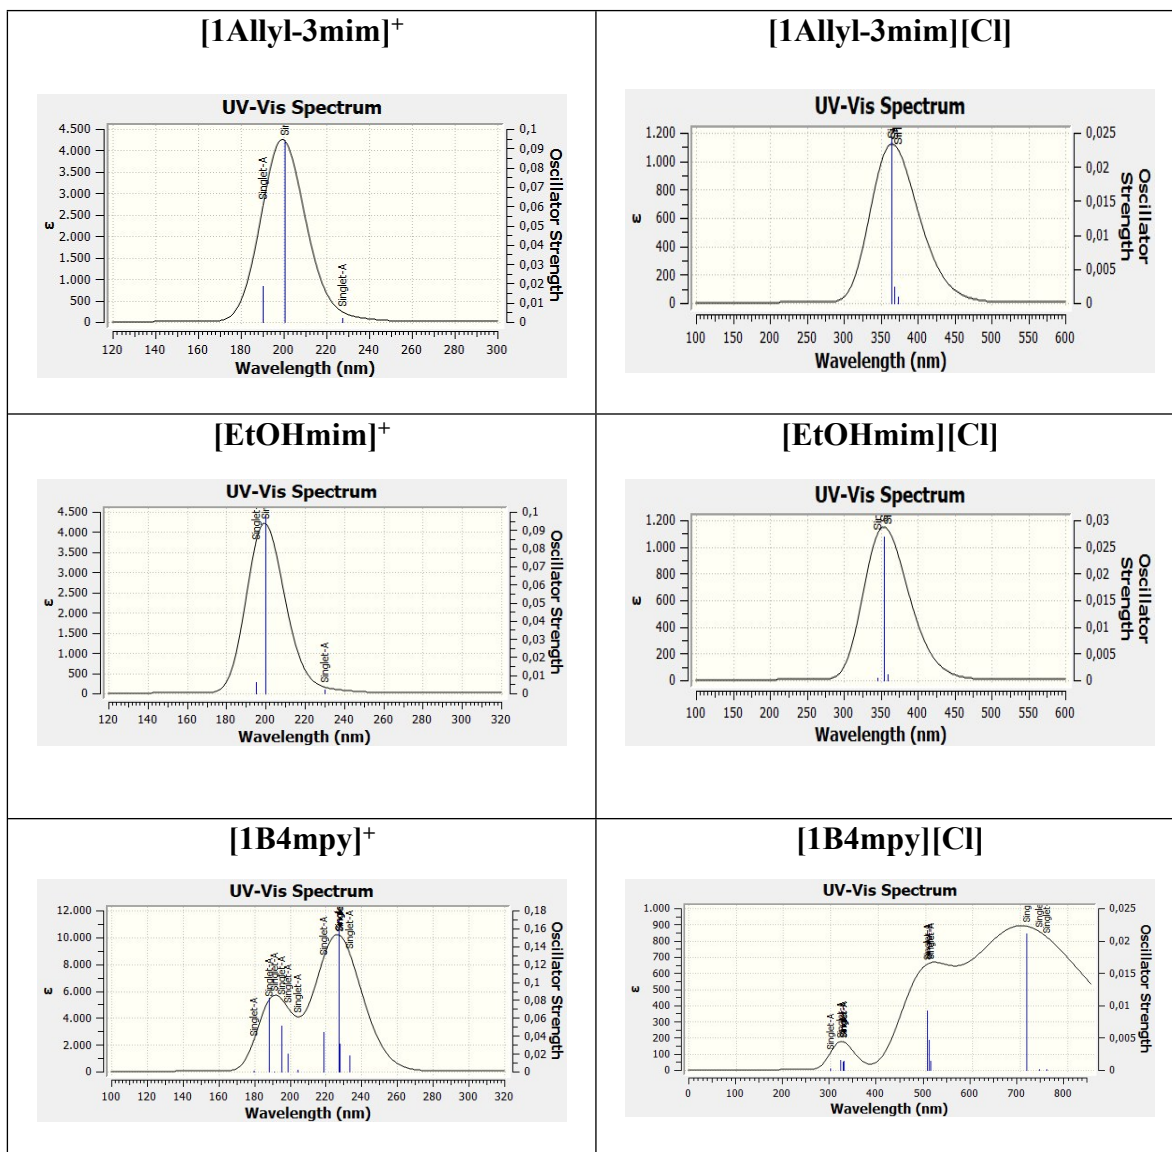 [1Allyl-3mim]+
[1Allyl-3mim][Cl]
UV-Vis Spectrum
4.500
4.000
3.500
3.000
2.500
2.000
1.500
1.000
500
0
ε
Singlet-A
Sir
Singlet-A
0,1
0,09
0,08
0,07
0,06
0,05
0,04
0,03
0,02
0,01
0
Oscillator Strength
120 140 160 180 200 220 240 260 280 300
Wavelength (nm)
UV-Vis Spectrum
1.200
1.000
800
600
400
200
0
ε
0,025
0,02
0,015
0,01
0,005
0
Oscillator
Strength
100 150 200 250 300 350 400 450 500 550 600
Wavelength (nm)
[EtOHmim]+
[EtOHmim][Cl]
UV-Vis Spectrum
4.500
4.000
3.500
3.000
2.500
2.000
1.500
1.000
500
0
ε
Singlet-
Sir
Singlet-A
0,1
0,09
0,08
0,07
0,06
0,05
0,04
0,03
0,02
0,01
0
Oscillator Strength
120 140 160 180 200 220 240 260 280 300 320
Wavelength (nm)
UV-Vis Spectrum
1.200
1.000
800
600
400
200
0
ε
0,03
0,025
0,02
0,015
0,01
0,005
0
Oscillator
Strength
100 150 200 250 300 350 400 450 500 550 600
Wavelength (nm)
[1B4mpy]+
[1B4mpy][Cl]
UV-Vis Spectrum
12.000
10.000
8.000
6.000
4.000
2.000
0
ε
Singlet-A
Singlet-A
Singlet-A
Singlet-A
Singlet-A
Singlet-A
Singlet-A
Singlet-A
0,18
0,16
0,14
0,12
0,1
0,08
0,06
0,04
0,02
0
Oscillator Strength
100 120 140 160 180 200 220 240 260 280 300 320
Wavelength (nm)
UV-Vis Spectrum
1.000
900
800
700
600
500
400
300
200
100
0
ε
Singlet-A
Singlet-A
Singlet-A
Sing
Single
Singlet-
0,025
0,02
0,015
0,01
0,005
0
Oscillator Strength
0 100 200 300 400 500 600 700 800
Wavelength (nm)